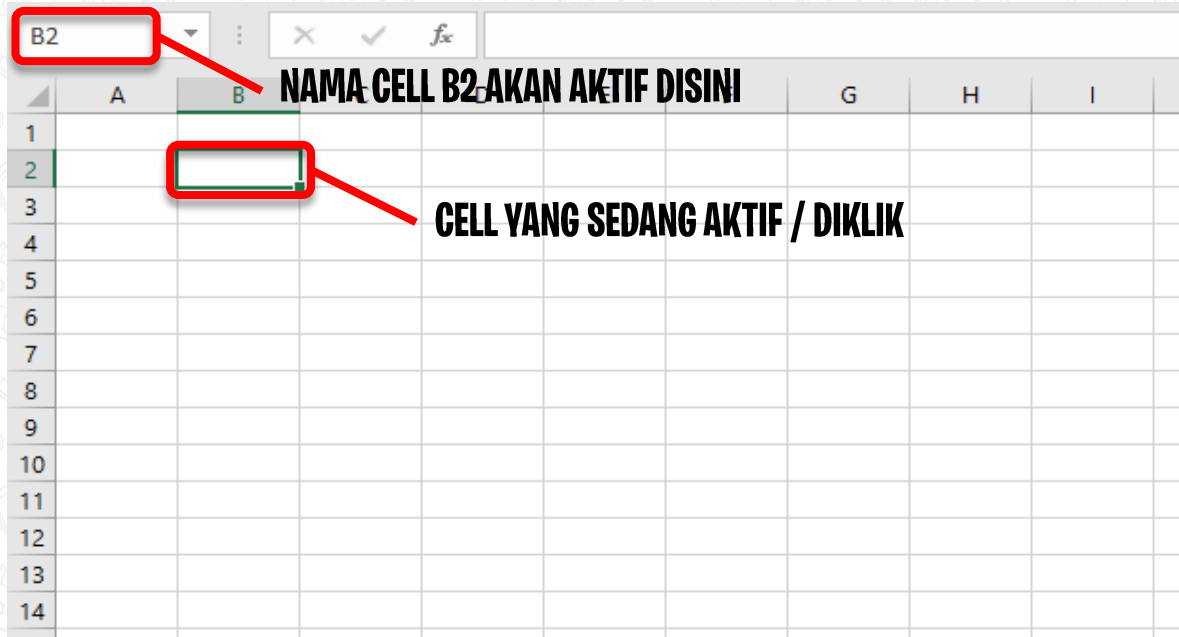 B2
fx
NAMA CELL B2 AKAN AKTIF DISINI
A B C D E F G H I
1
2
3
CELL YANG SEDANG AKTIF / DIKLIK
4
5
6
7
8
9
10
11
12
13
14